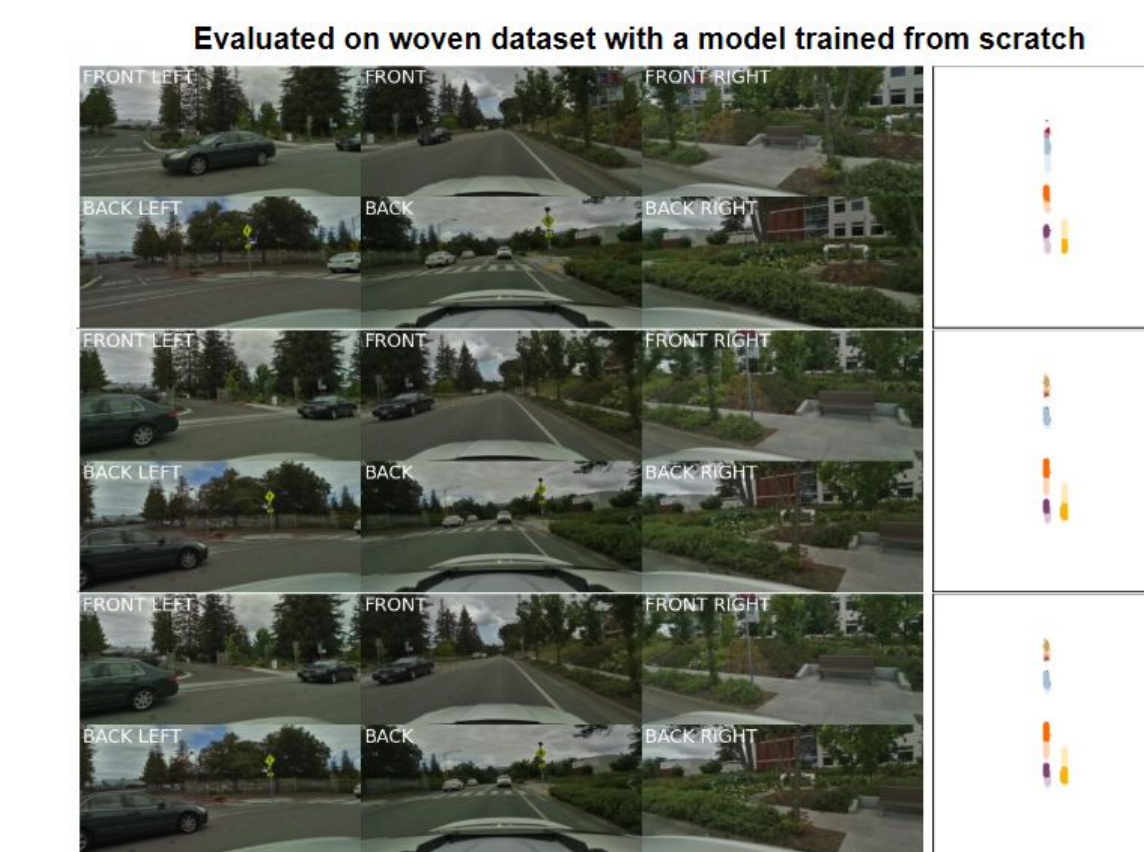 Evaluated on woven dataset with a model trained from scratch
FRONT LEFT FRONT FRONT RIGHT
BACK LEFT BACK BACK RIGHT
FRONT LEFT FRONT FRONT RIGHT
BACK LEFT BACK BACK RIGHT
FRONT LEFT FRONT FRONT RIGHT
BACK LEFT BACK BACK RIGHT